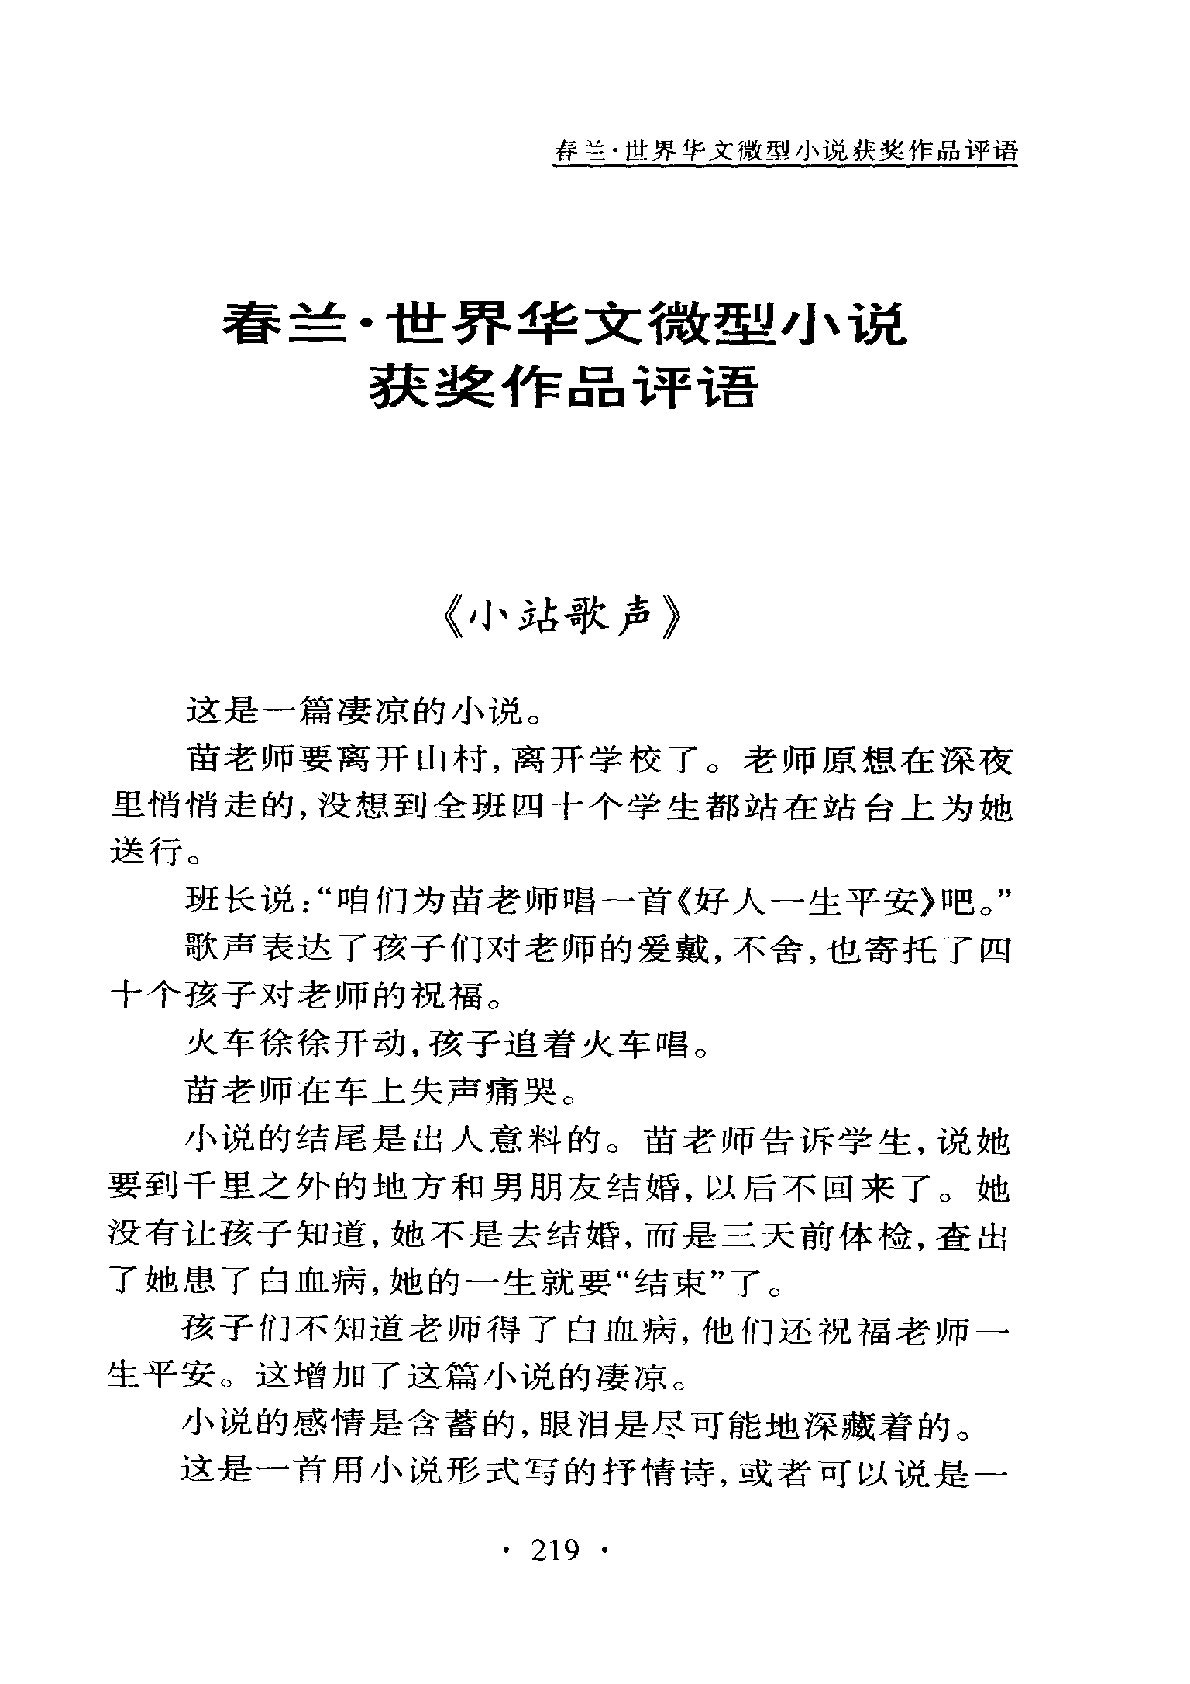 春兰·世界华文微型小说获奖作品评语
春兰·世界华文微型小说
获奖作品评语
《小站歌声》
这是一篇凄凉的小说。
苗老师要离开山村,离开学校了。老师原想在深夜
里悄悄走的,没想到全班四十个学生都站在站台上为她
送行。
班长说:“咱们为苗老师唱一首《好人一生平安》吧。”
歌声表达了孩子们对老师的爱戴,不舍,也寄托了四
十个孩子对老师的祝福。
火车徐徐开动,孩子追着火车唱。
苗老师在车上失声痛哭。
小说的结尾是出人意料的。苗老师告诉学生,说她
要到千里之外的地方和男朋友结婚,以后不回来了。她
没有让孩子知道,她不是去结婚,而是三天前体检,查出
了她患了白血病,她的一生就要“结束”了。
孩子们不知道老师得了白血病,他们还祝福老师一
生平安。这增加了这篇小说的凄凉。
小说的感情是含蓄的,眼泪是尽可能地深藏着的。
这是一首用小说形式写的抒情诗,或者可以说是一
· 219 ·